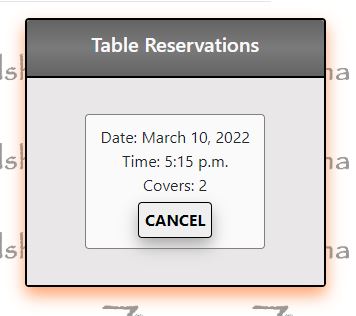 Table Reservations
Date: March 10, 2022
Time: 5:15 p.m.
Covers: 2
CANCEL